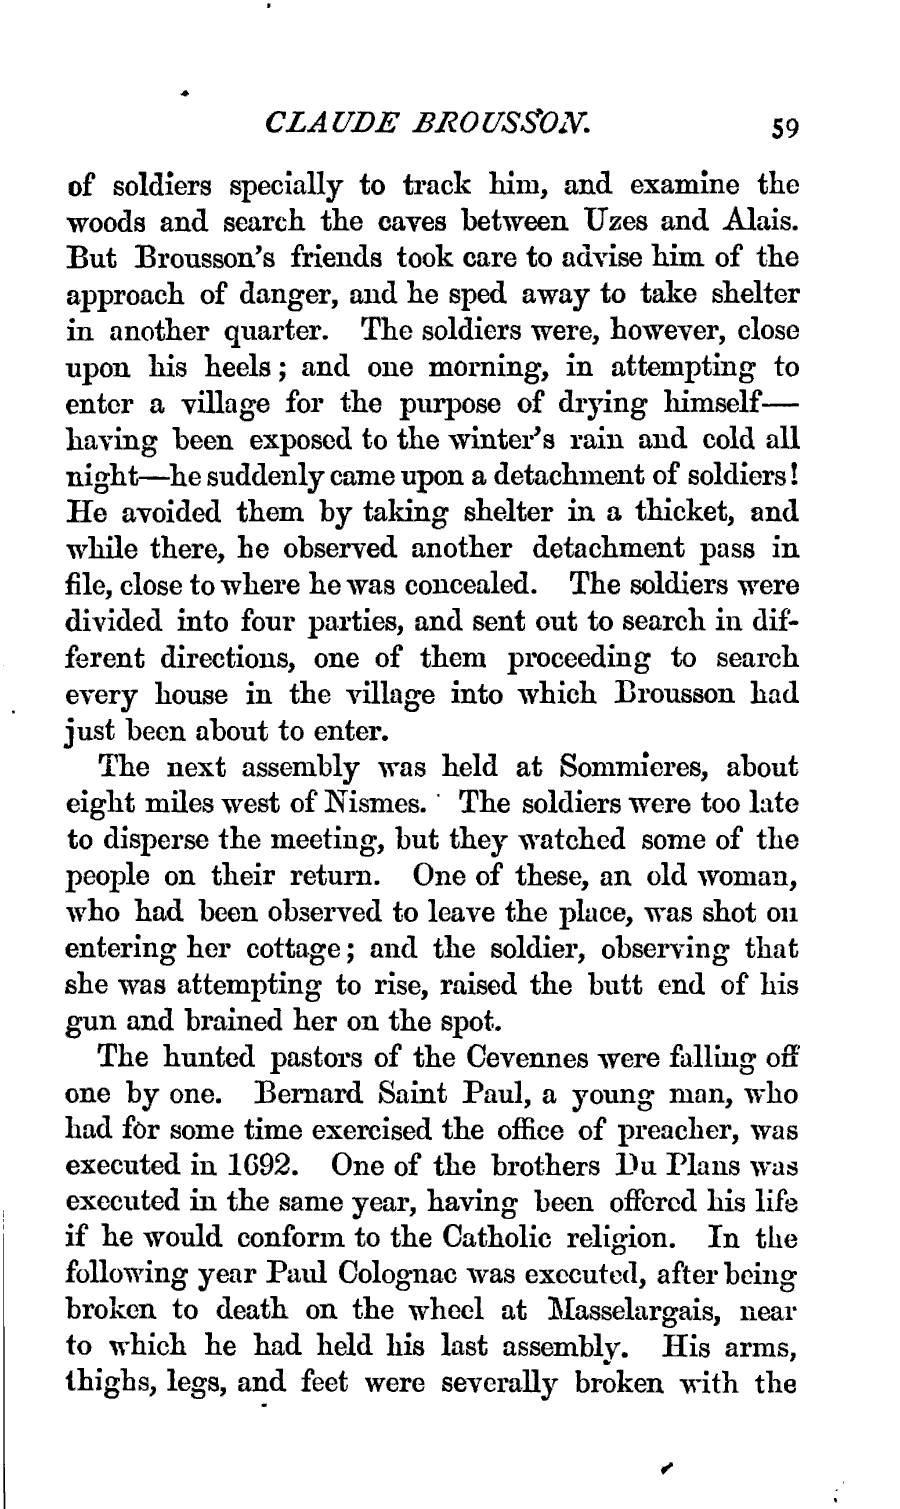 CLAUDE BROUSSON. 59
of soldiers specially to track him, and examine the
woods and search the caves between Uzes and Alais.
But Brousson's friends took care to advise him of the
approach of danger, and he sped away to take shelter
in another quarter. The soldiers were, however, close
upon his heels; and one morning, in attempting to
enter a village for the purpose of drying himself—
having been exposed to the winter's rain and cold all
night—he suddenly came upon a detachment of soldiers!
He avoided them by taking shelter in a thicket, and
while there, he observed another detachment pass in
file, close to where he was concealed. The soldiers were
divided into four parties, and sent out to search in dif-
ferent directions, one of them proceeding to search
every house in the village into which Brousson had
just been about to enter.
The next assembly was held at Sommieres, about
eight miles west of Nismes. The soldiers were too late
to disperse the meeting, but they watched some of the
people on their return. One of these, an old woman,
who had been observed to leave the place, was shot on
entering her cottage; and the soldier, observing that
she was attempting to rise, raised the butt end of his
gun and brained her on the spot.
The hunted pastors of the Cevennes were falling off
one by one. Bernard Saint Paul, a young man, who
had for some time exercised the office of preacher, was
executed in 1692. One of the brothers Du Plans was
executed in the same year, having been offered his life
if he would conform to the Catholic religion. In the
following year Paul Colognac was executed, after being
broken to death on the wheel at Masselargais, near
to which he had held his last assembly. His arms,
thighs, legs, and feet were severally broken with the